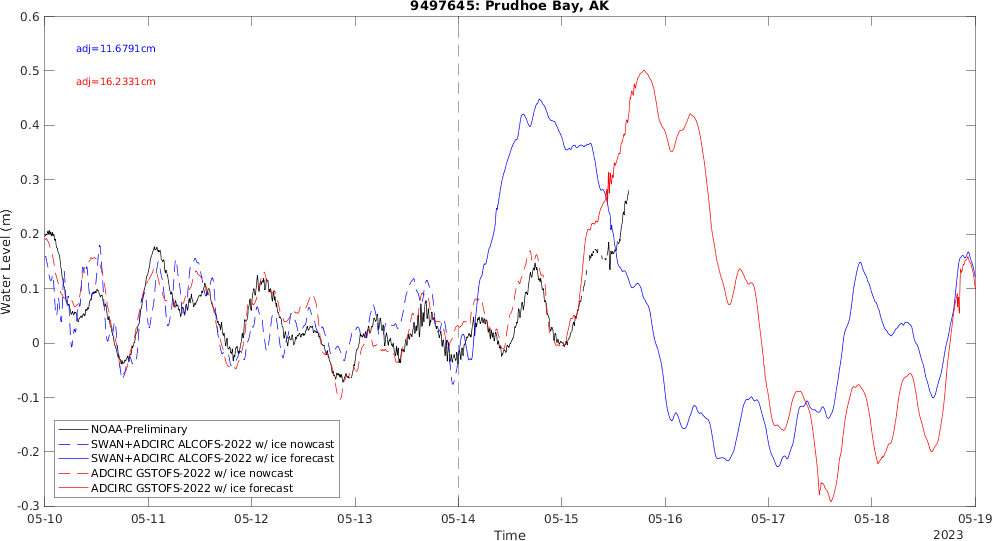 9497645: Prudhoe Bay, AK
adj=11.6791cm
adj=16.2331cm
0.6
0.5
0.4
0.3
0.2
0.1
0
-0.1
-0.2
-0.3
Water Level (m)
NOAA-Preliminary
SWAN+ADCIRC ALCOFS-2022 w/ ice nowcast
SWAN+ADCIRC ALCOFS-2022 w/ ice forecast
ADCIRC GSTOFS-2022 w/ ice nowcast
ADCIRC GSTOFS-2022 w/ ice forecast
05-10 05-11 05-12 05-13 05-14 05-15 05-16 05-17 05-18 05-19
Time
2023